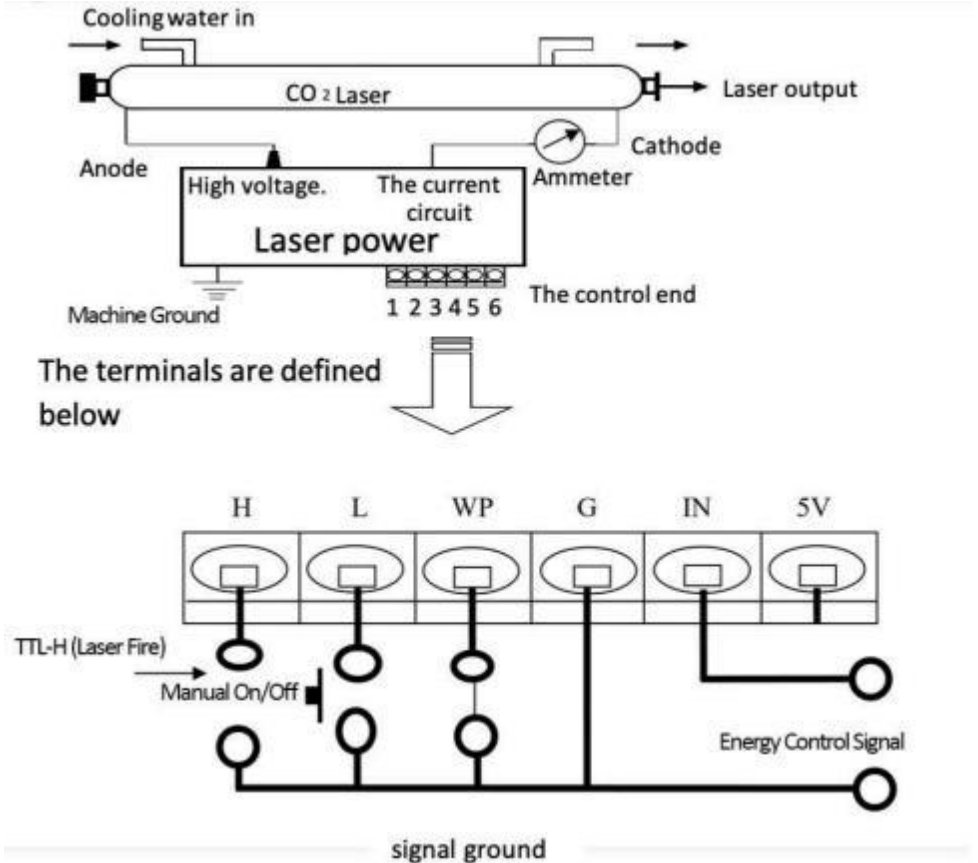 Cooling water in
CO 2 Laser
Laser output
Anode
Cathode
Ammeter
High voltage.
The current
circuit
Laser power
Machine Ground
1 2 3 4 5 6
The control end
The terminals are defined
below
H L WP G IN 5V
TTL-H (Laser Fire)
Manual On/Off
Energy Control Signal
signal ground